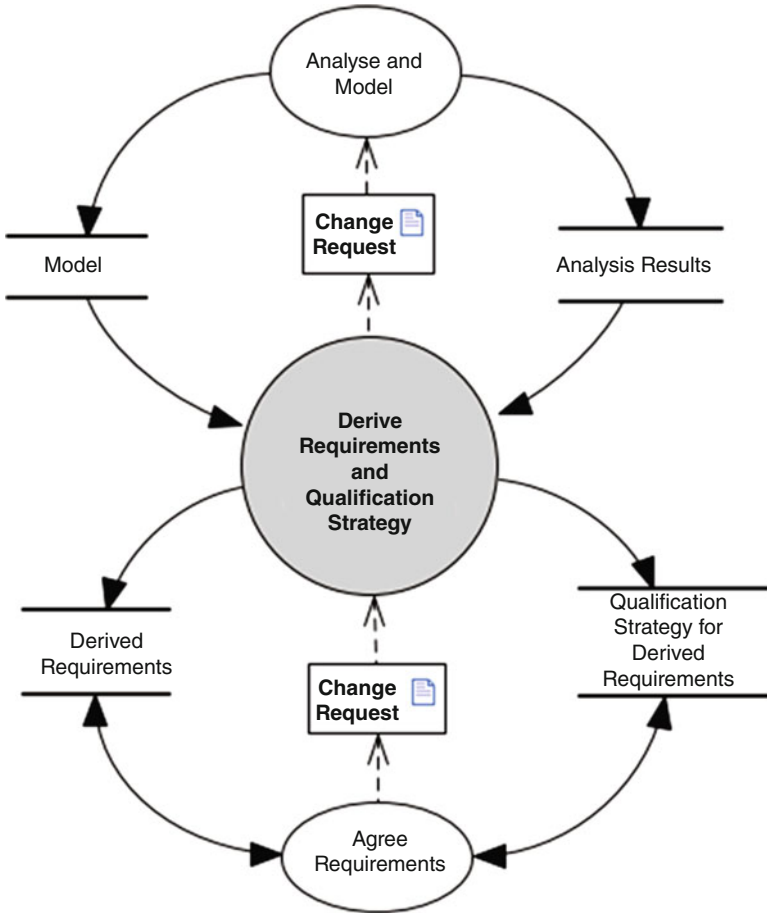 Analyse and
Model
Change
Request
Model
Analysis Results
Derive
Requirements
and
Qualification
Strategy
Derived
Requirements
Change
Request
Qualification
Strategy for
Derived
Requirements
Agree
Requirements